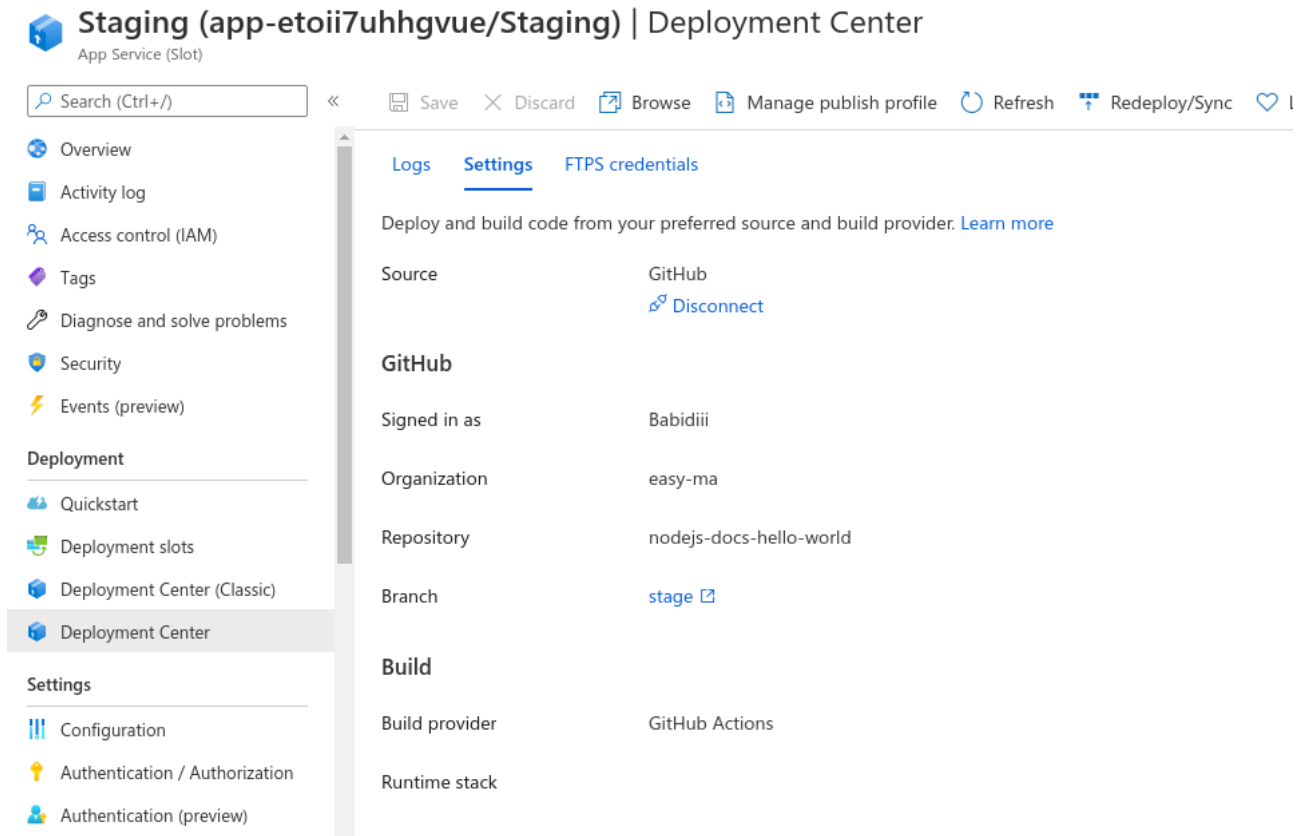 Staging (app-etoii7uhhgvue/Staging) | Deployment Center
App Service (Slot)
Search (Ctrl+/)
«
Save
Discard
Browse
Manage publish profile
Refresh
Redeploy/Sync
Overview
Activity log
Access control (IAM)
Tags
Diagnose and solve problems
Security
Events (preview)
Deployment
Quickstart
Deployment slots
Deployment Center (Classic)
Deployment Center
Settings
Configuration
Authentication / Authorization
Authentication (preview)
Logs
Settings
FTPS credentials
Deploy and build code from your preferred source and build provider. Learn more
Source
GitHub
Disconnect
GitHub
Signed in as
Babidiii
Organization
easy-ma
Repository
nodejs-docs-hello-world
Branch
stage
Build
Build provider
GitHub Actions
Runtime stack